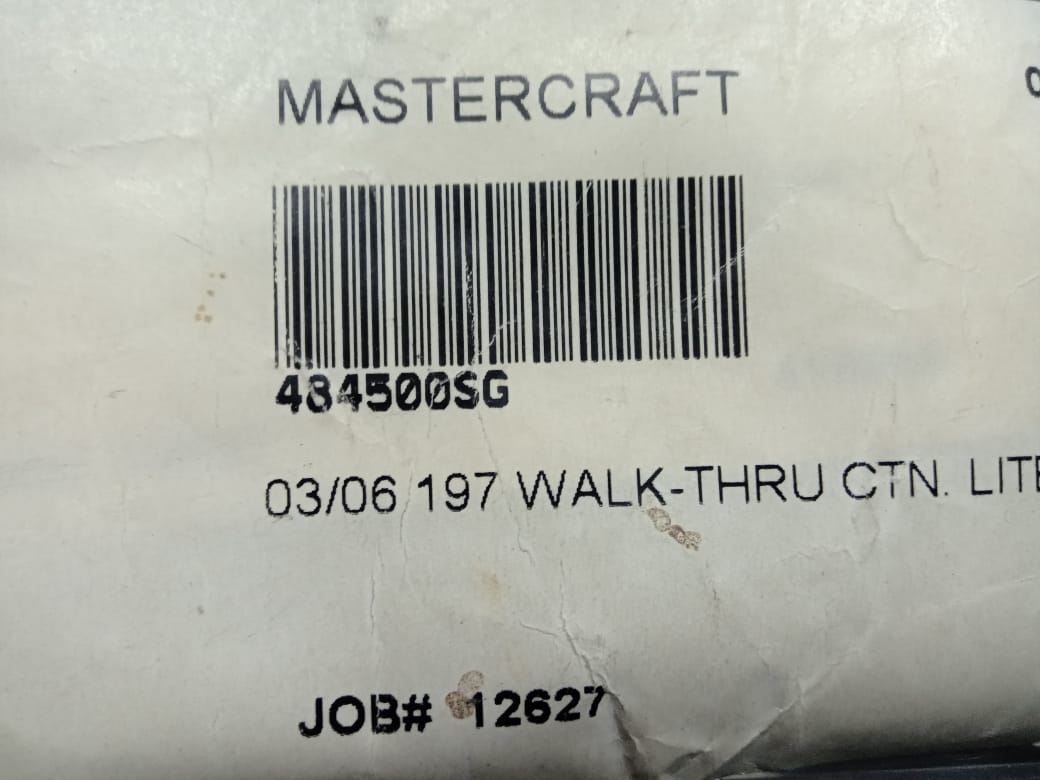 MASTERCRAFT
484500SG
03/06 197 WALK-THRU CTN. LITE
JOB# 12627